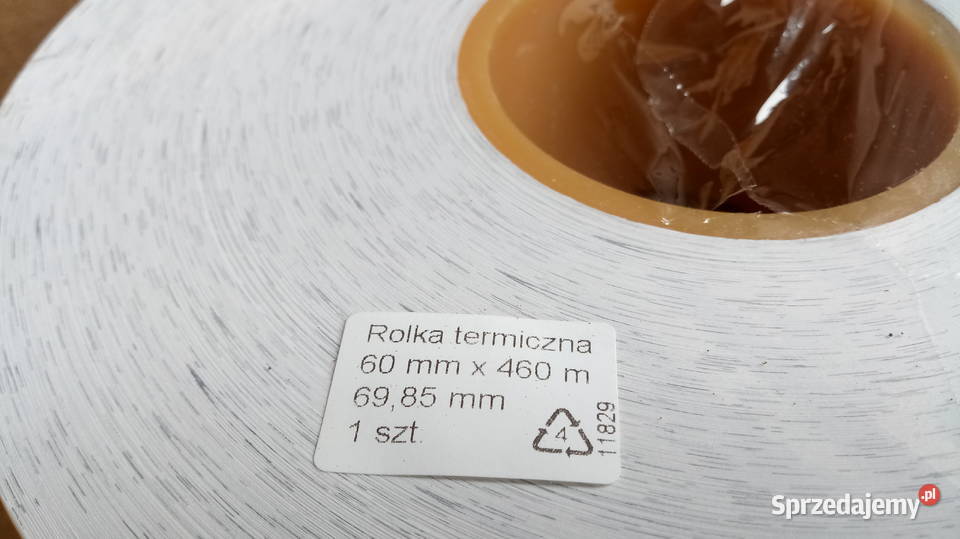 Rolka termiczna
60 mm x 460 m
69,85 mm
1 szt.
4
11829
Sprzedajemy.pl